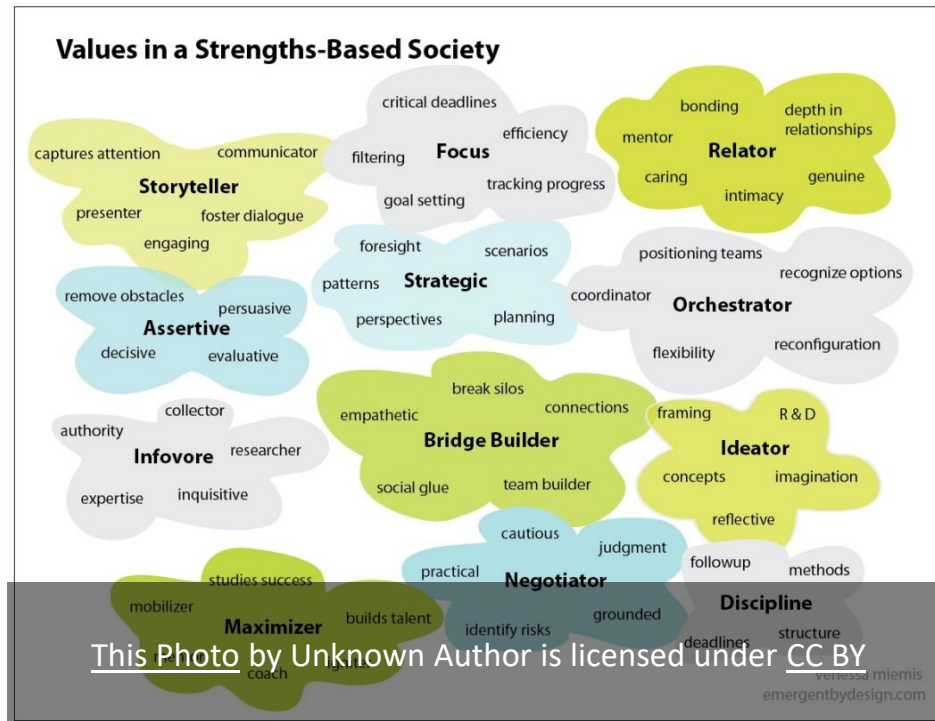 Values in a Strengths-Based Society
captures attention
communicator
Storyteller
presenter
foster dialogue
engaging
critical deadlines
efficiency
filtering
Focus
tracking progress
goal setting
bonding
depth in
relationships
mentor
Relator
caring
genuine
intimacy
remove obstacles
persuasive
Assertive
decisive
evaluative
foresight
scenarios
patterns
Strategic
perspectives
planning
positioning teams
recognize options
coordinator
Orchestrator
flexibility
reconfiguration
collector
authority
Infovore
researcher
expertise
inquisitive
break silos
empathetic
connections
Bridge Builder
social glue
team builder
framing
R & D
Ideator
concepts
imagination
reflective
studies success
mobilizer
Maximizer
builds talent
coach
cautious
judgment
practical
Negotiator
identify risks
grounded
followup
methods
Discipline
deadlines
structure
This Photo by Unknown Author is licensed under CC BY
venessa miemis
emergentbydesign.com